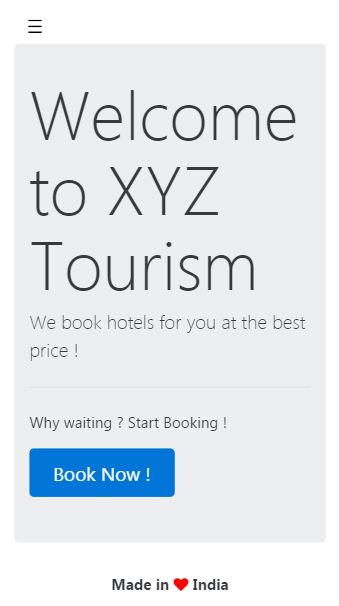 ☰
Welcome
to XYZ
Tourism
We book hotels for you at the best
price !
Why waiting ? Start Booking !
Book Now !
Made in ❤ India